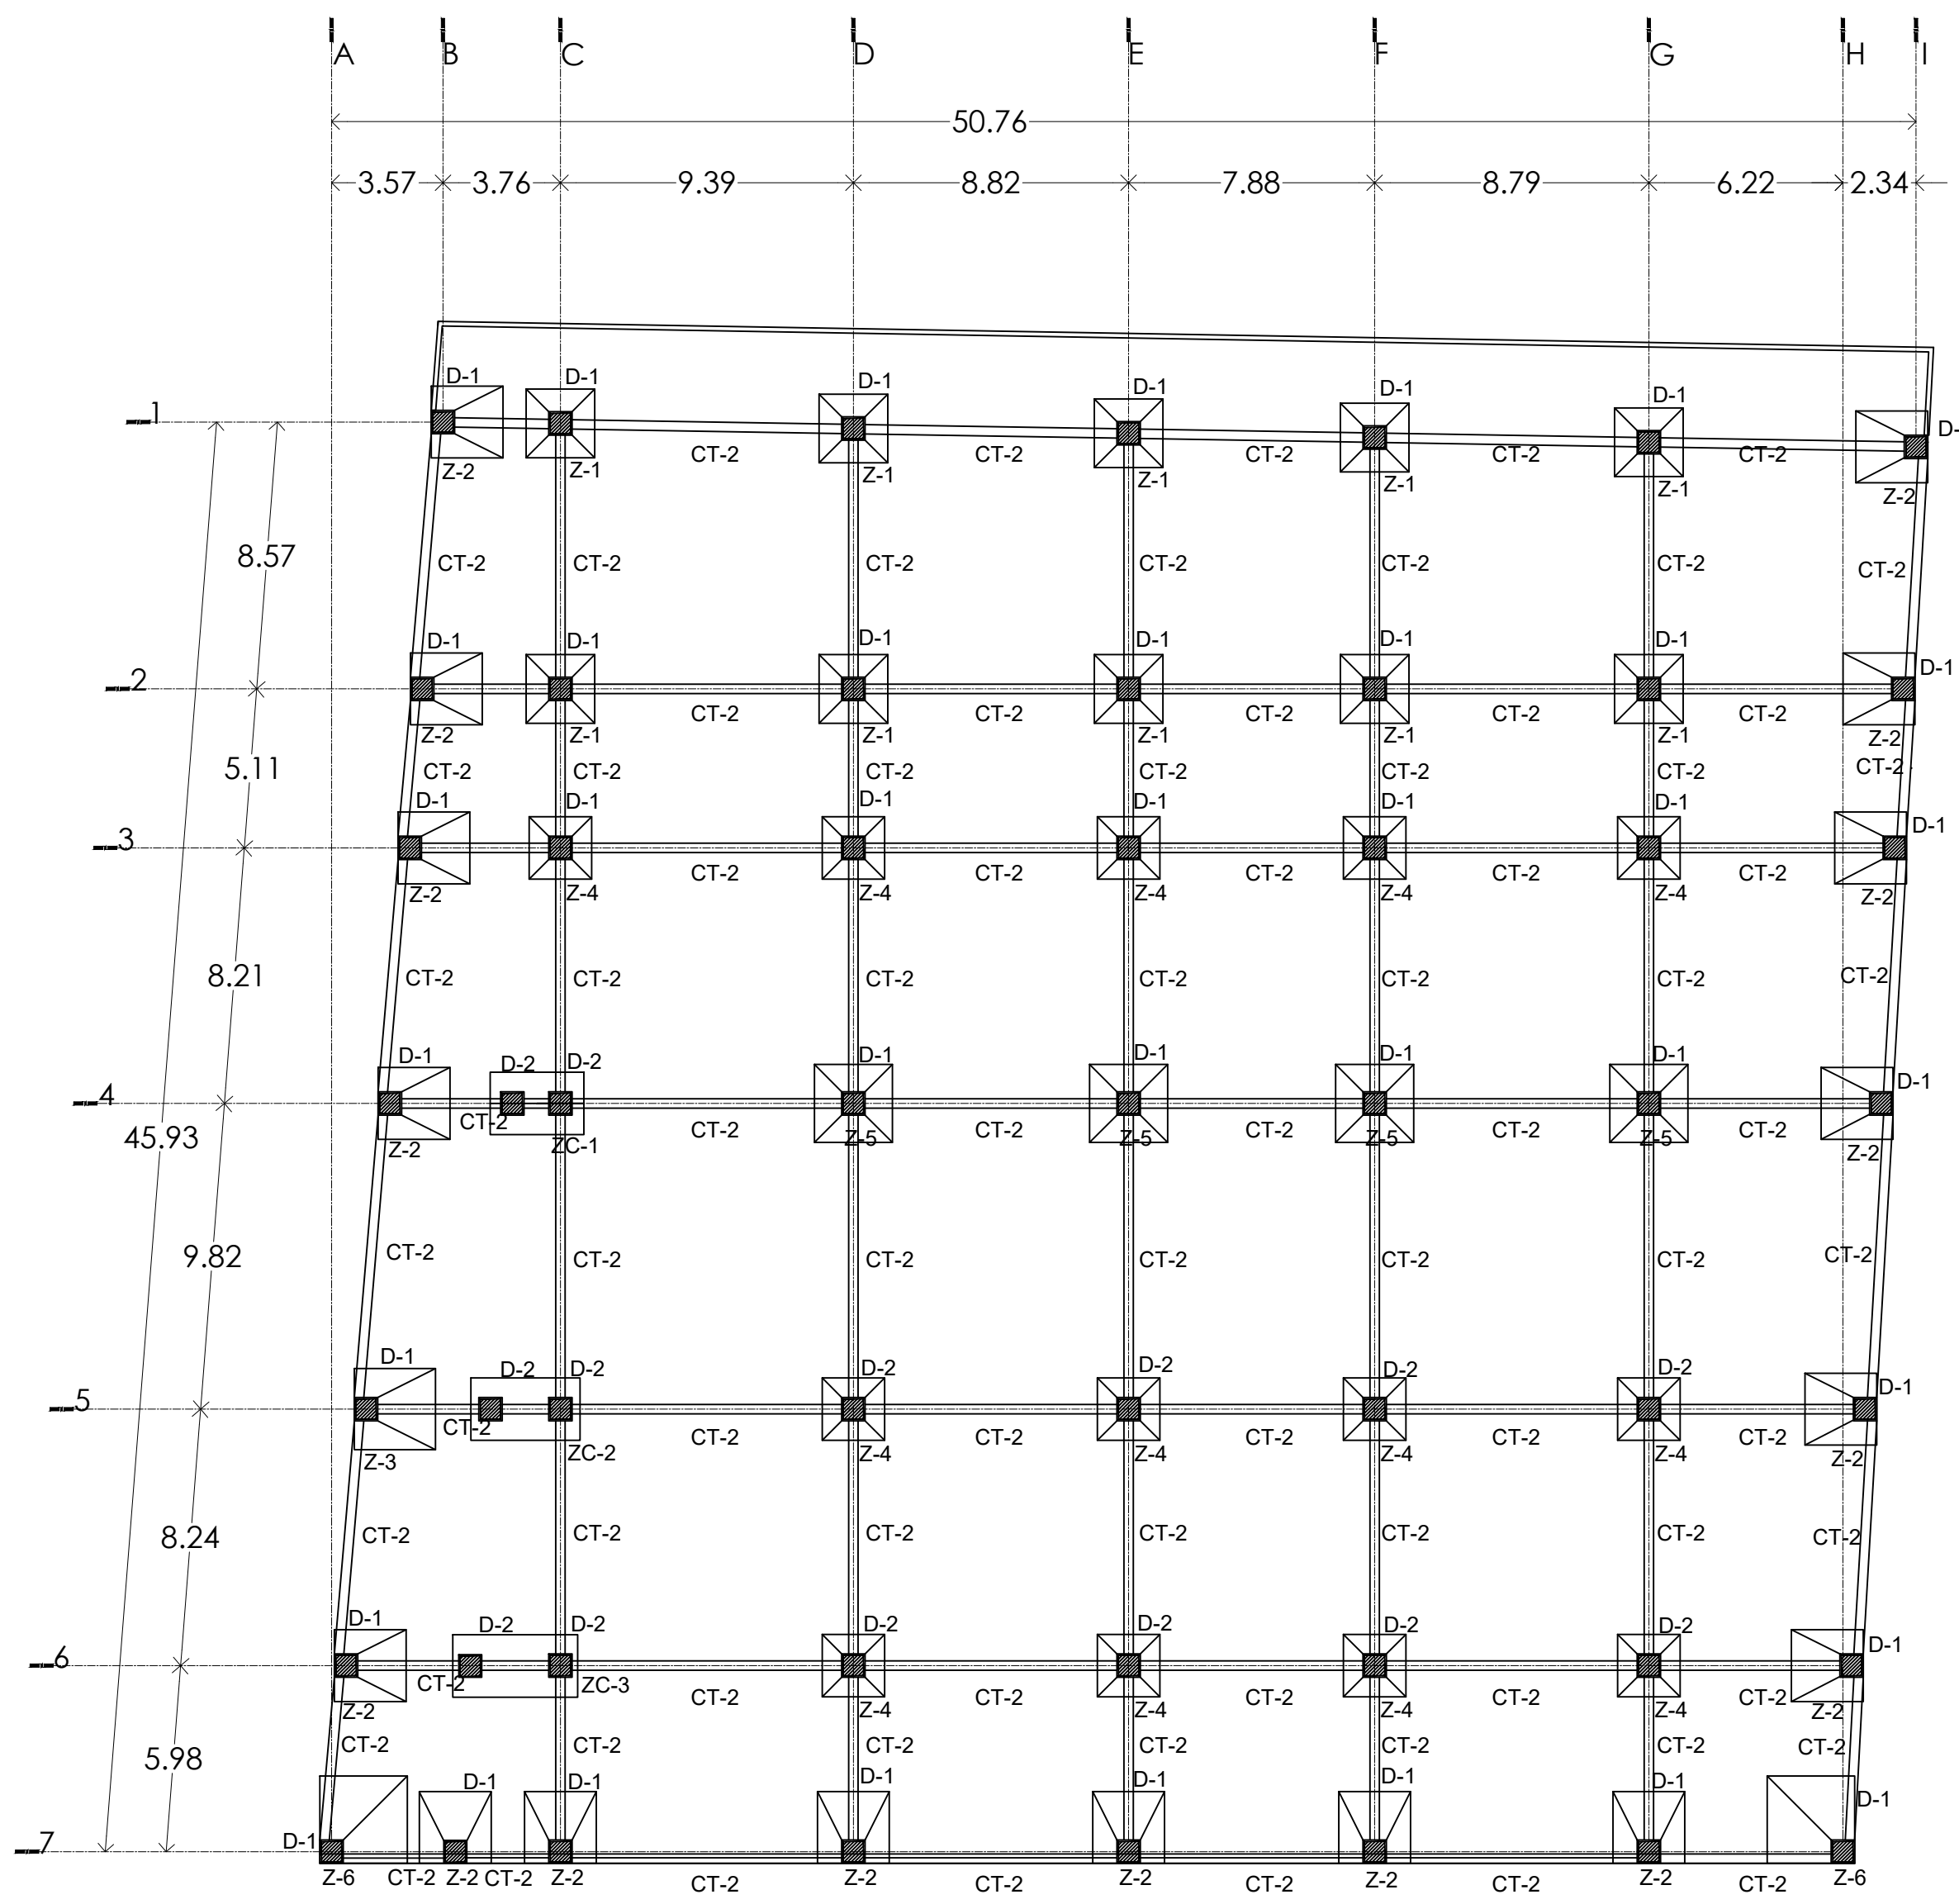 A B C D E F G H I
50.76
3.57 3.76 9.39 8.82 7.88 8.79 6.22 2.34
D-1 D-1 D-1 D-1 D-1 D-1
1 D-
CT-2 CT-2 CT-2 CT-2 CT-2
Z-2 Z-1 Z-1 Z-1 Z-1 Z-1 Z-2
8.57 CT-2 CT-2 CT-2 CT-2 CT-2 CT-2 CT-2
D-1 D-1 D-1 D-1 D-1 D-1 D-1
2
CT-2 CT-2 CT-2 CT-2 CT-2
Z-2 Z-1 Z-1 Z-1 Z-1 Z-1 Z-2
5.11 CT-2 CT-2 CT-2 CT-2 CT-2 CT-2 CT-2
D-1 D-1 D-1 D-1 D-1 D-1 D-1
3
CT-2 CT-2 CT-2 CT-2 CT-2
Z-2 Z-4 Z-4 Z-4 Z-4 Z-4 Z-2
8.21 CT-2 CT-2 CT-2 CT-2 CT-2 CT-2 CT-2
D-1 D-2 D-2 D-1 D-1 D-1 D-1 D-1
4
CT-2 CT-2 CT-2 CT-2 CT-2 CT-2
45.93 Z-2 ZC-1 Z-5 Z-5 Z-5 Z-5 Z-2
9.82 CT-2 CT-2 CT-2 CT-2 CT-2 CT-2 CT-2
D-1 D-2 D-2 D-2 D-2 D-2 D-2 D-1
5
CT-2 CT-2 CT-2 CT-2 CT-2 CT-2
Z-3 ZC-2 Z-4 Z-4 Z-4 Z-4 Z-2
8.24 CT-2 CT-2 CT-2 CT-2 CT-2 CT-2 CT-2
D-1 D-2 D-2 D-2 D-2 D-2 D-2 D-1
6
CT-2 ZC-3 CT-2 CT-2 CT-2 CT-2 CT-2
Z-2 Z-4 Z-4 Z-4 Z-4 Z-2
5.98 CT-2 CT-2 CT-2 CT-2 CT-2 CT-2 CT-2
D-1 D-1 D-1 D-1 D-1 D-1 D-1
7 D-1
Z-6 CT-2 Z-2 CT-2 Z-2 CT-2 Z-2 CT-2 Z-2 CT-2 Z-2 CT-2 Z-2 CT-2 Z-6